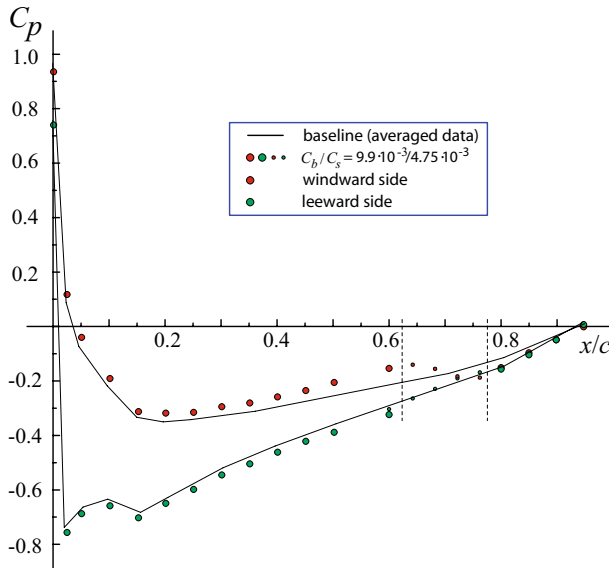 C_p
1.0
0.8
0.6
0.4
0.2
baseline (averaged data)
C_b/C_s = 9.9·10^-3/4.75·10^-3
windward side
leeward side
0.2 0.4 0.6 0.8 x/c
-0.2
-0.4
-0.6
-0.8